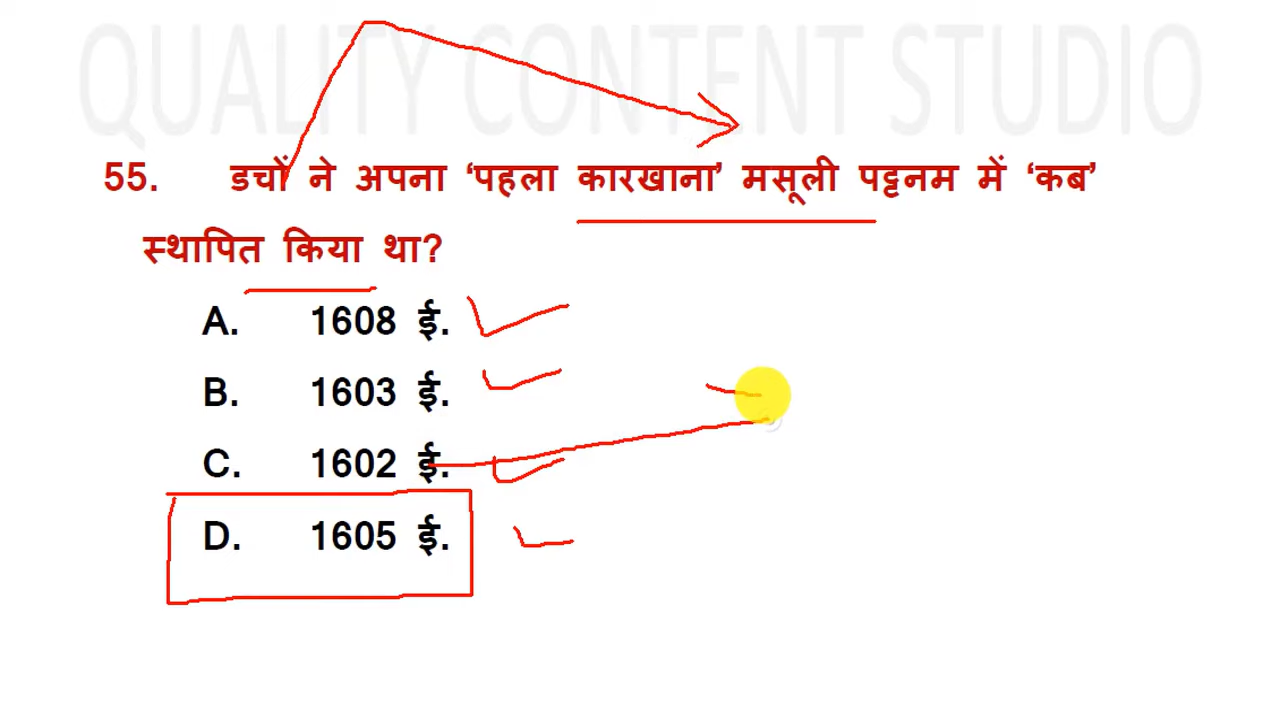 QUALITY CONTENT STUDIO
55. डचों ने अपना ‘पहला कारखाना’ मसूली पट्टनम में ‘कब’
स्थापित किया था?
A. 1608 ई.
B. 1603 ई.
C. 1602 ई.
D. 1605 ई.